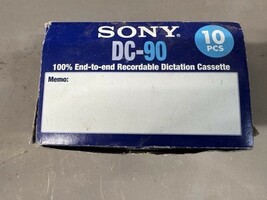 SONY
DC-90
10
PCS
100% End-to-end Recordable Dictation Cassette
Memo: